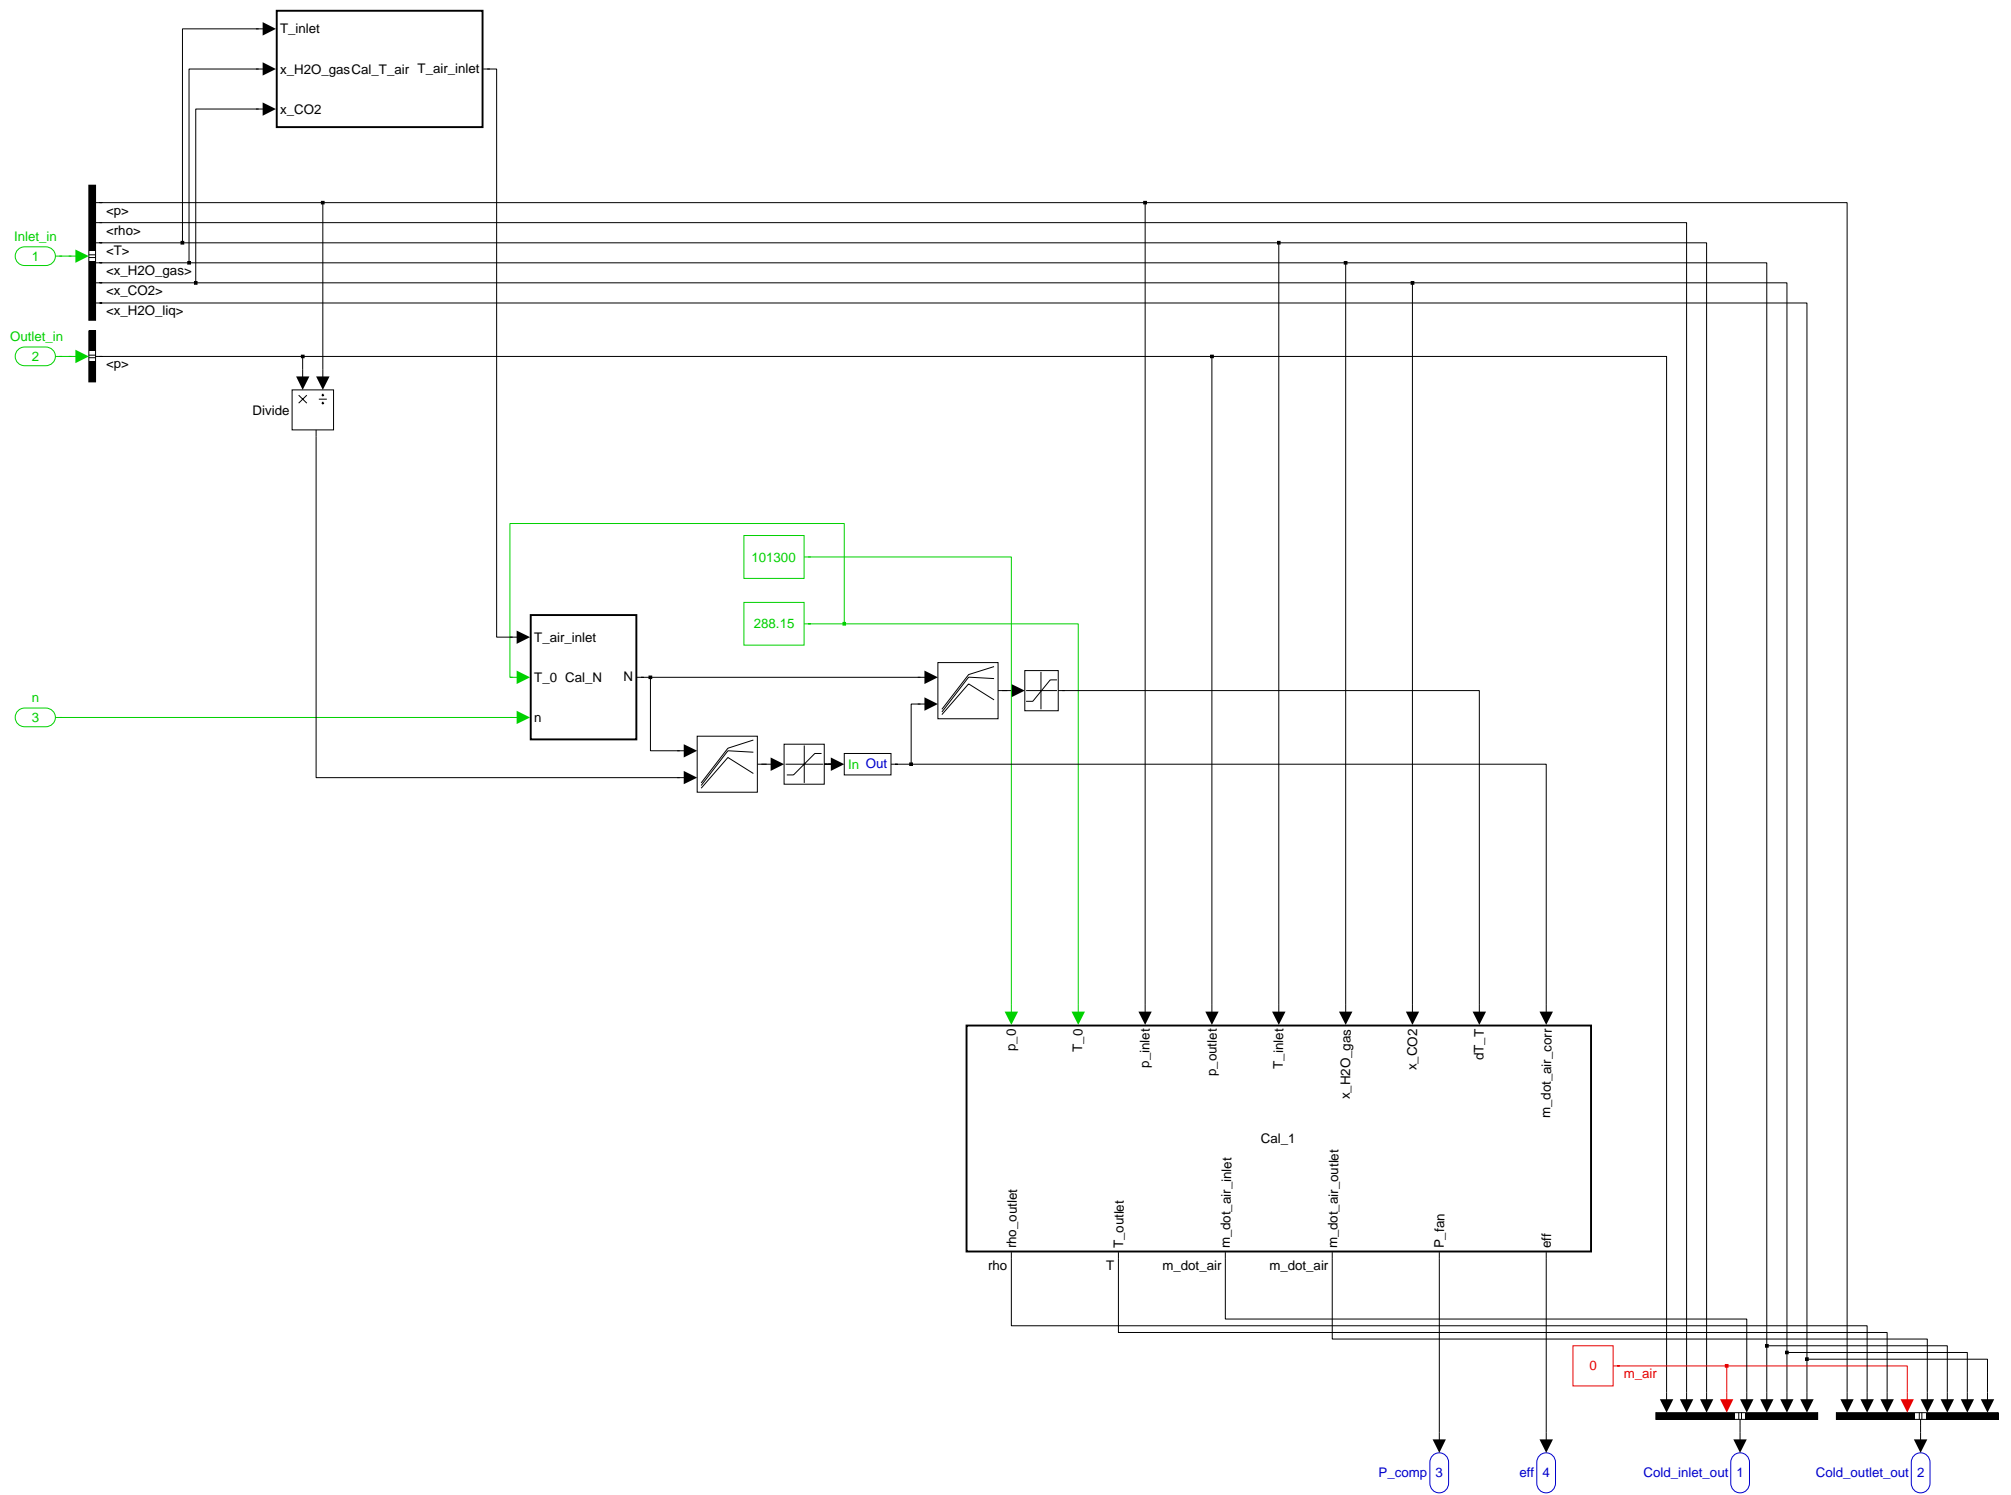 T_inlet
x_H2O_gas Cal_T_air T_air_inlet
x_CO2
<p>
<rho>
Inlet_in
1
<T>
<x_H2O_gas>
<x_CO2>
<x_H2O_liq>
Outlet_in
2
<p>
Divide
× ÷
101300
288.15
T_air_inlet
T_0 Cal_N N
n
n
3
In Out
p_0
T_0
p_inlet
p_outlet
T_inlet
x_H2O_gas
x_CO2
dT_T
m_dot_air_corr
Cal_1
rho_outlet
T_outlet
m_dot_air_inlet
m_dot_air_outlet
P_fan
eff
rho
T
m_dot_air
m_dot_air
0
m_air
P_comp 3
eff 4
Cold_inlet_out 1
Cold_outlet_out 2